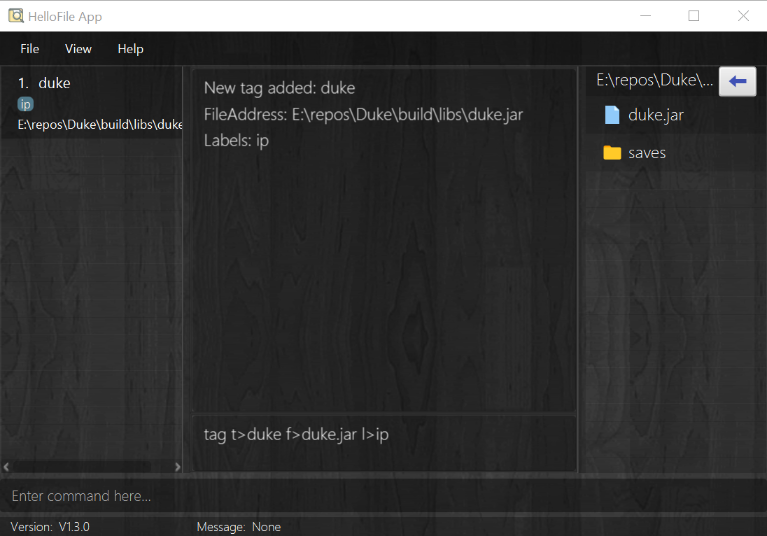 HelloFile App
File View Help
1. duke
ip
E:\repos\Duke\build\libs\duke
New tag added: duke
FileAddress: E:\repos\Duke\build\libs\duke.jar
Labels: ip
tag t>duke f>duke.jar l>ip
E:\repos\Duke\...
duke.jar
saves
Enter command here...
Version: V1.3.0 Message: None